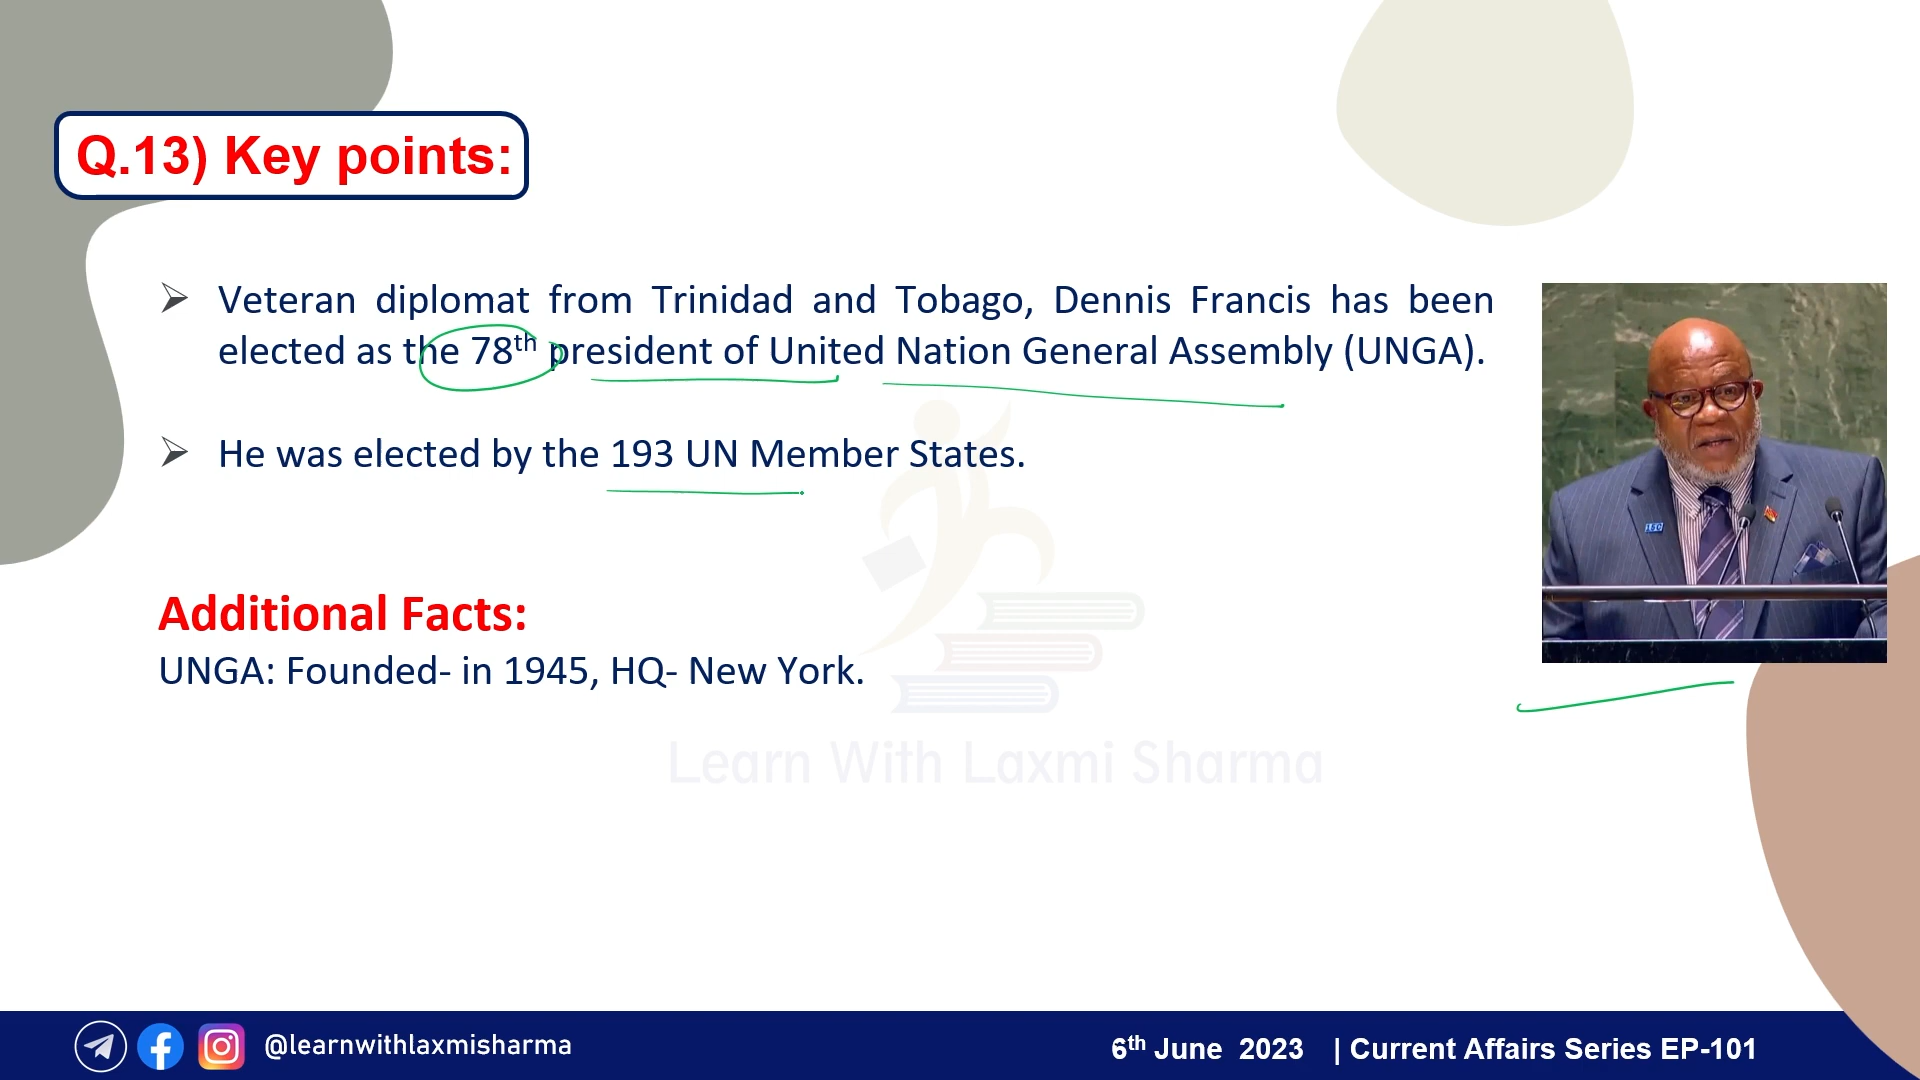 Q.13) Key points:
Veteran diplomat from Trinidad and Tobago, Dennis Francis has been
elected as the 78th president of United Nation General Assembly (UNGA).
He was elected by the 193 UN Member States.
Additional Facts:
UNGA: Founded- in 1945, HQ- New York.
Learn With Laxmi Sharma
@learnwithlaxmisharma
6th June 2023 | Current Affairs Series EP-101